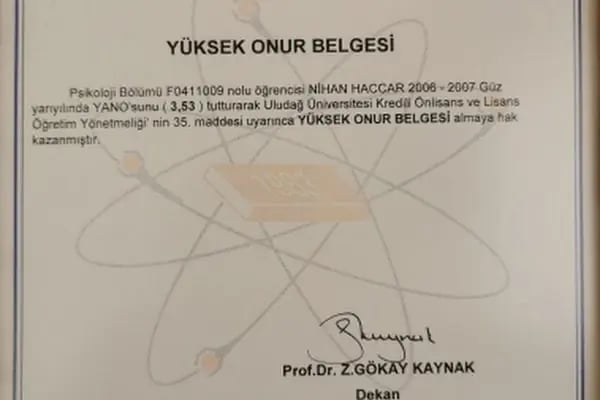 YÜKSEK ONUR BELGESİ
Psikoloji Bölümü F0411009 nolu öğrencisi NİHAN HACCAR 2006 - 2007 Güz
yarıyılında YANO'sunu ( 3,53 ) tutturarak Uludağ Üniversitesi Kredili Önlisans ve Lisans
Öğretim Yönetmeliği' nin 35. maddesi uyarınca YÜKSEK ONUR BELGESİ almaya hak
kazanmıştır.
Prof.Dr. Z.GÖKAY KAYNAK
Dekan